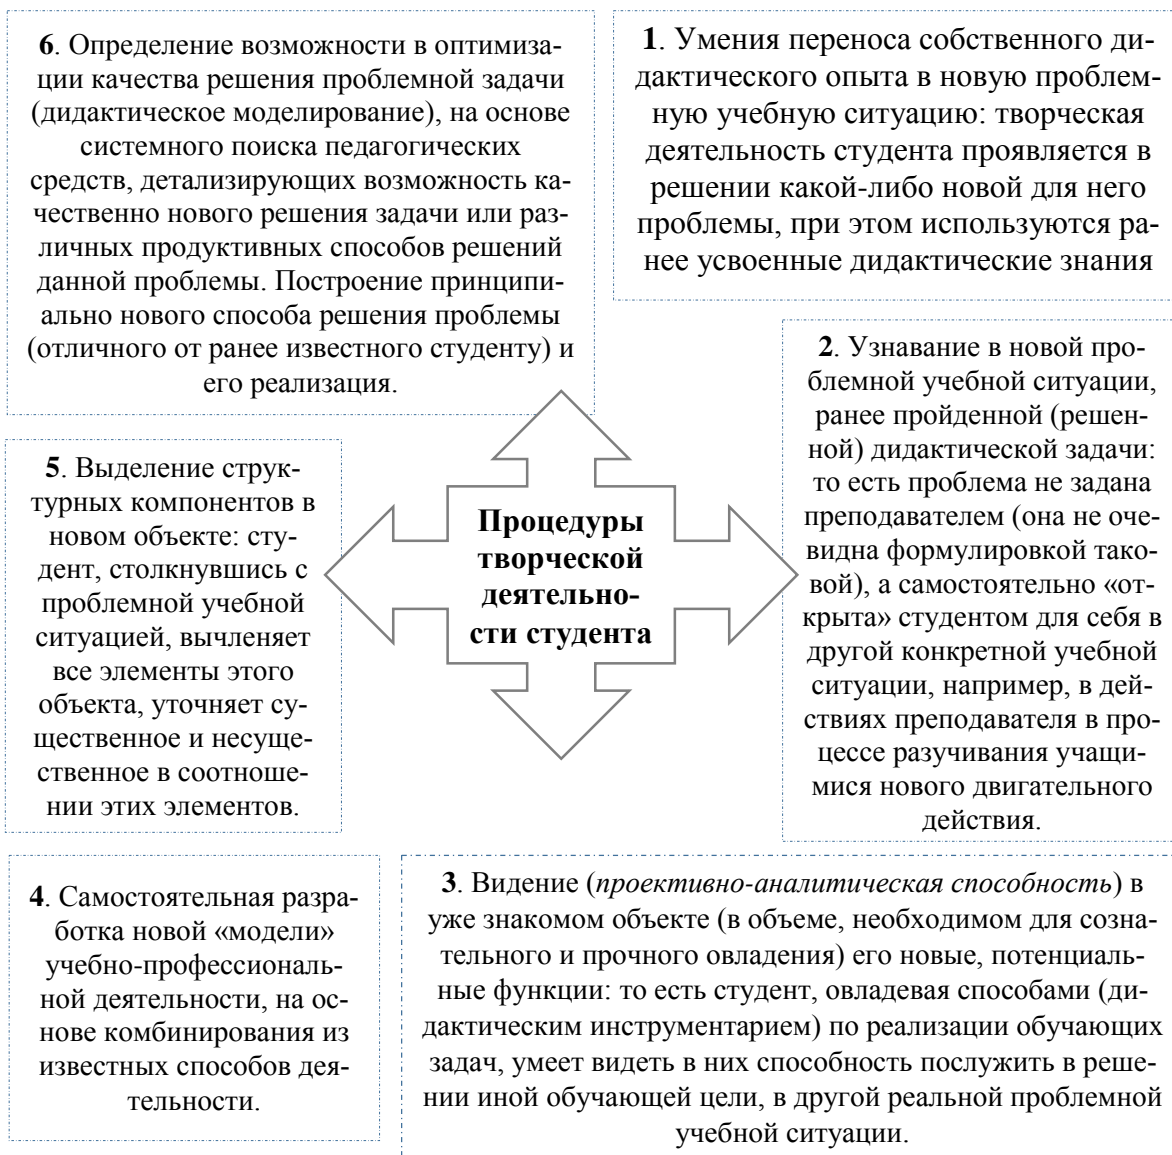 6. Определение возможности в оптимиза-
ции качества решения проблемной задачи
(дидактическое моделирование), на основе
системного поиска педагогических
средств, детализирующих возможность ка-
чественно нового решения задачи или раз-
личных продуктивных способов решений
данной проблемы. Построение принципи-
ально нового способа решения проблемы
(отличного от ранее известного студенту) и
его реализация.
1. Умения переноса собственного ди-
дактического опыта в новую проблем-
ную учебную ситуацию: творческая
деятельность студента проявляется в
решении какой-либо новой для него
проблемы, при этом используются ра-
нее усвоенные дидактические знания
2. Узнавание в новой про-
блемной учебной ситуации,
ранее пройденной (решен-
ной) дидактической задачи:
то есть проблема не задана
преподавателем (она не оче-
видна формулировкой тако-
вой), а самостоятельно «от-
крыта» студентом для себя в
другой конкретной учебной
ситуации, например, в дей-
ствиях преподавателя в про-
цессе разучивания учащи-
мися нового двигательного
действия.
5. Выделение струк-
турных компонентов в
новом объекте: сту-
дент, столкнувшись с
проблемной учебной
ситуацией, вычленяет
все элементы этого
объекта, уточняет су-
щественное и несуще-
ственное в соотноше-
нии этих элементов.
Процедуры
творческой
деятельно-
сти студента
4. Самостоятельная разра-
ботка новой «модели»
учебно-профессиональ-
ной деятельности, на ос-
нове комбинирования из
известных способов дея-
тельности.
3. Видение (проективно-аналитическая способность) в
уже знакомом объекте (в объеме, необходимом для созна-
тельного и прочного овладения) его новые, потенциаль-
ные функции: то есть студент, овладевая способами (ди-
дактическим инструментарием) по реализации обучающих
задач, умеет видеть в них способность послужить в реше-
нии иной обучающей цели, в другой реальной проблемной
учебной ситуации.